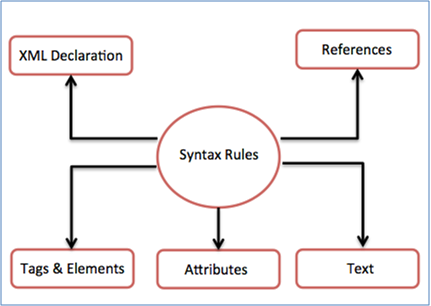 XML Declaration
References
Syntax Rules
Tags & Elements
Attributes
Text